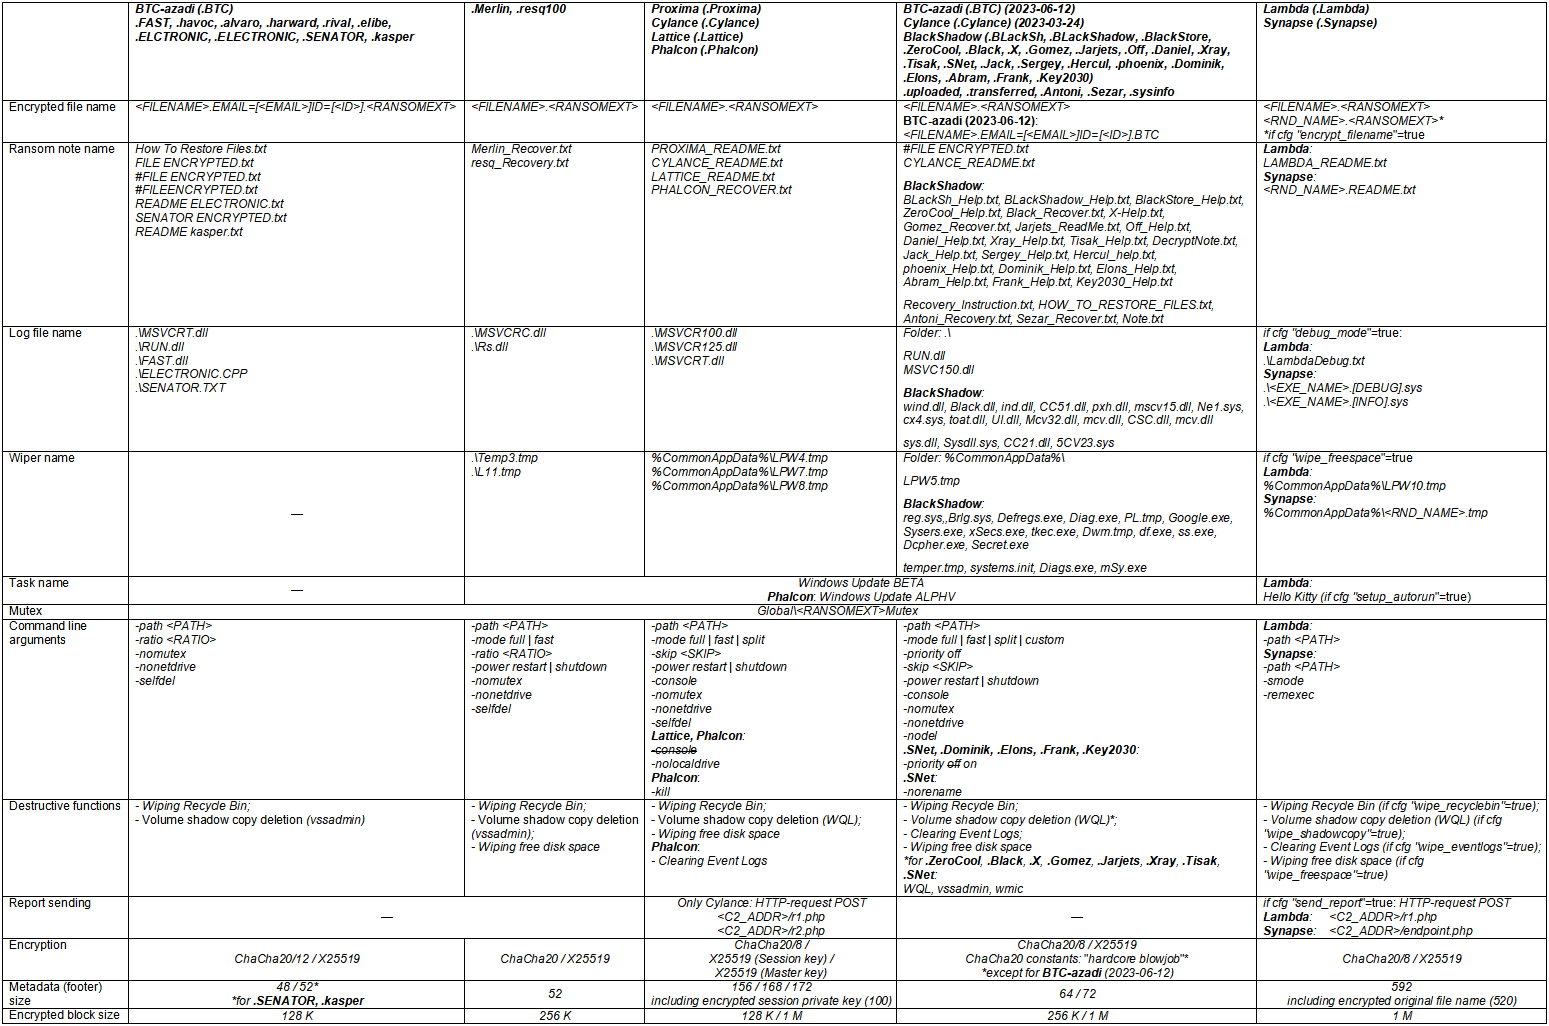 BTC-azadi (.BTC)
.FAST, .havoc, .alvaro, .harward, .rival, .elibe,
.ELCTRONIC, .ELECTRONIC, .SENATOR, .kasper
.Merlin, .resq100
Proxima (.Proxima)
Cylance (.Cylance)
Lattice (.Lattice)
Phalcon (.Phalcon)
BTC-azadi (.BTC) (2023-06-12)
Cylance (.Cylance) (2023-03-24)
BlackShadow (.BLackSh, .BLackShadow, .BlackStore,
.ZeroCool, .Black, .X, .Gomez, .Jarjets, .Off, .Daniel, .Xray,
.Tisak, .SNet, .Jack, .Sergey, .Hercul, .phoenix, .Dominik,
.Elons, .Abram, .Frank, .Key2030)
.uploaded, .transferred, .Antoni, .Sezar, .sysinfo
Lambda (.Lambda)
Synapse (.Synapse)
Encrypted file name
<FILENAME>.EMAIL=[<EMAIL>]ID=[<ID>].<RANSOMEXT>
<FILENAME>.<RANSOMEXT>
<FILENAME>.<RANSOMEXT>
<FILENAME>.<RANSOMEXT>
BTC-azadi (2023-06-12):
<FILENAME>.EMAIL=[<EMAIL>]ID=[<ID>].BTC
<FILENAME>.<RANSOMEXT>
<RND_NAME>.<RANSOMEXT>*
*if cfg "encrypt_filename"=true
Ransom note name
How To Restore Files.txt
FILE ENCRYPTED.txt
#FILE ENCRYPTED.txt
#FILEENCRYPTED.txt
README ELECTRONIC.txt
SENATOR ENCRYPTED.txt
README kasper.txt
Merlin_Recover.txt
resq_Recovery.txt
PROXIMA_README.txt
CYLANCE_README.txt
LATTICE_README.txt
PHALCON_RECOVER.txt
#FILE ENCRYPTED.txt
CYLANCE_README.txt
BlackShadow:
BLackSh_Help.txt, BLackShadow_Help.txt, BlackStore_Help.txt,
ZeroCool_Help.txt, Black_Recover.txt, X-Help.txt,
Gomez_Recover.txt, Jarjets_ReadMe.txt, Off_Help.txt,
Daniel_Help.txt, Xray_Help.txt, Tisak_Help.txt, DecryptNote.txt,
Jack_Help.txt, Sergey_Help.txt, Hercul_help.txt,
phoenix_Help.txt, Dominik_Help.txt, Elons_Help.txt,
Abram_Help.txt, Frank_Help.txt, Key2030_Help.txt
Recovery_Instruction.txt, HOW_TO_RESTORE_FILES.txt,
Antoni_Recovery.txt, Sezar_Recover.txt, Note.txt
Lambda:
LAMBDA_README.txt
Synapse:
<RND_NAME>.README.txt
Log file name
.\MSVCRT.dll
.\RUN.dll
.\FAST.dll
.\ELECTRONIC.CPP
.\SENATOR.TXT
.\MSVCRC.dll
.\Rs.dll
.\MSVCR100.dll
.\MSVCR125.dll
.\MSVCRT.dll
Folder: .\
RUN.dll
MSVC150.dll
BlackShadow:
wind.dll, Black.dll, ind.dll, CC51.dll, pxh.dll, mscv15.dll, Ne1.sys,
cx4.sys, toat.dll, UI.dll, Mcv32.dll, mcv.dll, CSC.dll, mcv.dll
sys.dll, Sysdll.sys, CC21.dll, 5CV23.sys
if cfg "debug_mode"=true:
Lambda:
.\LambdaDebug.txt
Synapse:
.\<EXE_NAME>.[DEBUG].sys
.\<EXE_NAME>.[INFO].sys
Wiper name
—
.\Temp3.tmp
.\L11.tmp
%CommonAppData%\LPW4.tmp
%CommonAppData%\LPW7.tmp
%CommonAppData%\LPW8.tmp
Folder: %CommonAppData%\
LPW5.tmp
BlackShadow:
reg.sys,,Brlg.sys, Defregs.exe, Diag.exe, PL.tmp, Google.exe,
Sysers.exe, xSecs.exe, tkec.exe, Dwm.tmp, df.exe, ss.exe,
Dcpher.exe, Secret.exe
temper.tmp, systems.init, Diags.exe, mSy.exe
if cfg "wipe_freespace"=true
Lambda:
%CommonAppData%\LPW10.tmp
Synapse:
%CommonAppData%\<RND_NAME>.tmp
Task name
—
Windows Update BETA
Phalcon: Windows Update ALPHV
Lambda:
Hello Kitty (if cfg "setup_autorun"=true)
Mutex
Global\<RANSOMEXT>Mutex
Command line
arguments
-path <PATH>
-ratio <RATIO>
-nomutex
-nonetdrive
-selfdel
-path <PATH>
-mode full | fast
-ratio <RATIO>
-power restart | shutdown
-nomutex
-nonetdrive
-selfdel
-path <PATH>
-mode full | fast | split
-skip <SKIP>
-power restart | shutdown
-console
-nomutex
-nonetdrive
-selfdel
Lattice, Phalcon:
-console
-nolocaldrive
Phalcon:
-kill
-path <PATH>
-mode full | fast | split | custom
-priority off
-skip <SKIP>
-power restart | shutdown
-console
-nomutex
-nonetdrive
-nodel
.SNet, .Dominik, .Elons, .Frank, .Key2030:
-priority off on
.SNet:
-norename
Lambda:
-path <PATH>
Synapse:
-path <PATH>
-smode
-remexec
Destructive functions
- Wiping Recycle Bin;
- Volume shadow copy deletion (vssadmin)
- Wiping Recycle Bin;
- Volume shadow copy deletion
(vssadmin);
- Wiping free disk space
- Wiping Recycle Bin;
- Volume shadow copy deletion (WQL);
- Wiping free disk space
Phalcon:
- Clearing Event Logs
- Wiping Recycle Bin;
- Volume shadow copy deletion (WQL)*;
- Clearing Event Logs;
- Wiping free disk space
*for .ZeroCool, .Black, .X, .Gomez, .Jarjets, .Xray, .Tisak,
.SNet:
WQL, vssadmin, wmic
- Wiping Recycle Bin (if cfg "wipe_recyclebin"=true);
- Volume shadow copy deletion (WQL) (if cfg
"wipe_shadowcopy"=true);
- Clearing Event Logs (if cfg "wipe_eventlogs"=true);
- Wiping free disk space (if cfg
"wipe_freespace"=true)
Report sending
—
Only Cylance: HTTP-request POST
<C2_ADDR>/r1.php
<C2_ADDR>/r2.php
—
if cfg "send_report"=true: HTTP-request POST
Lambda: <C2_ADDR>/r1.php
Synapse: <C2_ADDR>/endpoint.php
Encryption
ChaCha20/12 / X25519
ChaCha20 / X25519
ChaCha20/8 /
X25519 (Session key) /
X25519 (Master key)
ChaCha20/8 / X25519
ChaCha20 constants: "hardcore blowjob"*
*except for BTC-azadi (2023-06-12)
ChaCha20/8 / X25519
Metadata (footer)
size
48 / 52*
*for .SENATOR, .kasper
52
156 / 168 / 172
including encrypted session private key (100)
64 / 72
592
including encrypted original file name (520)
Encrypted block size
128 K
256 K
128 K / 1 M
256 K / 1 M
1 M